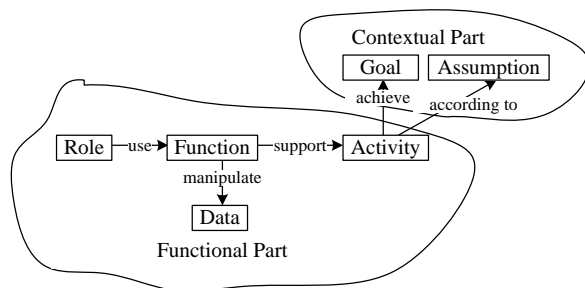 Contextual Part
Goal Assumption
achieve
according to
Role use Function support Activity
manipulate
Data
Functional Part